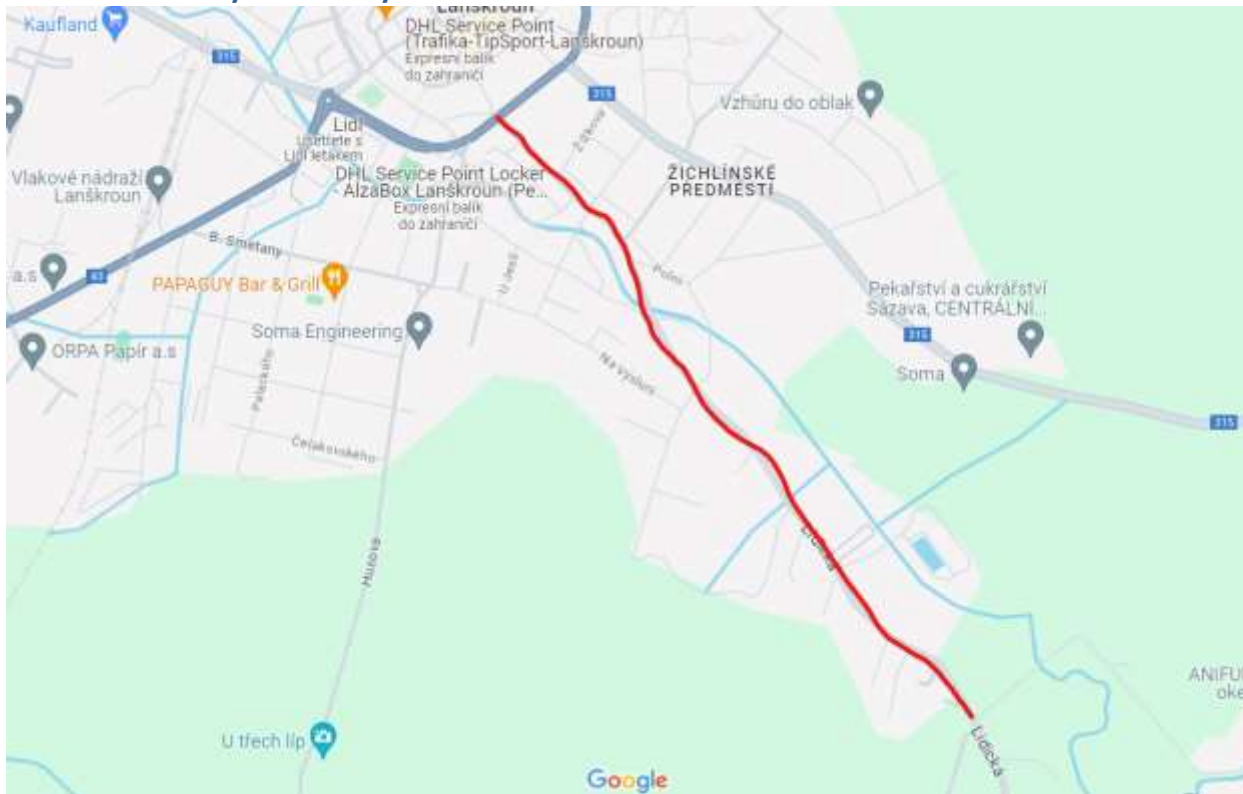 Kaufland
Lanškroun
DHL Service Point
(Trafika-TipSport-Lanškroun)
Expresní balík
do zahraničí
315
315
Vzhůru do oblak
Žižkova
Lidl
Ušetřete s
Lidl letákem
Vlakové nádraží
Lanškroun
DHL Service Point Locker
- AlzaBox Lanškroun (Pe...
Expresní balík
do zahraničí
ŽICHLÍNSKÉ
PŘEDMĚSTÍ
B. Smetany
U Jeslí
Polní
a.s
43
PAPAGUY Bar & Grill
Pekařství a cukrářství
Sázava, CENTRÁLNÍ...
Soma Engineering
315
ORPA Papír a.s
Palackého
Na Výsluní
Soma
315
Čelakovského
Husova
Lidická
ANIFU
oke
U třech líp
Lidická
Google